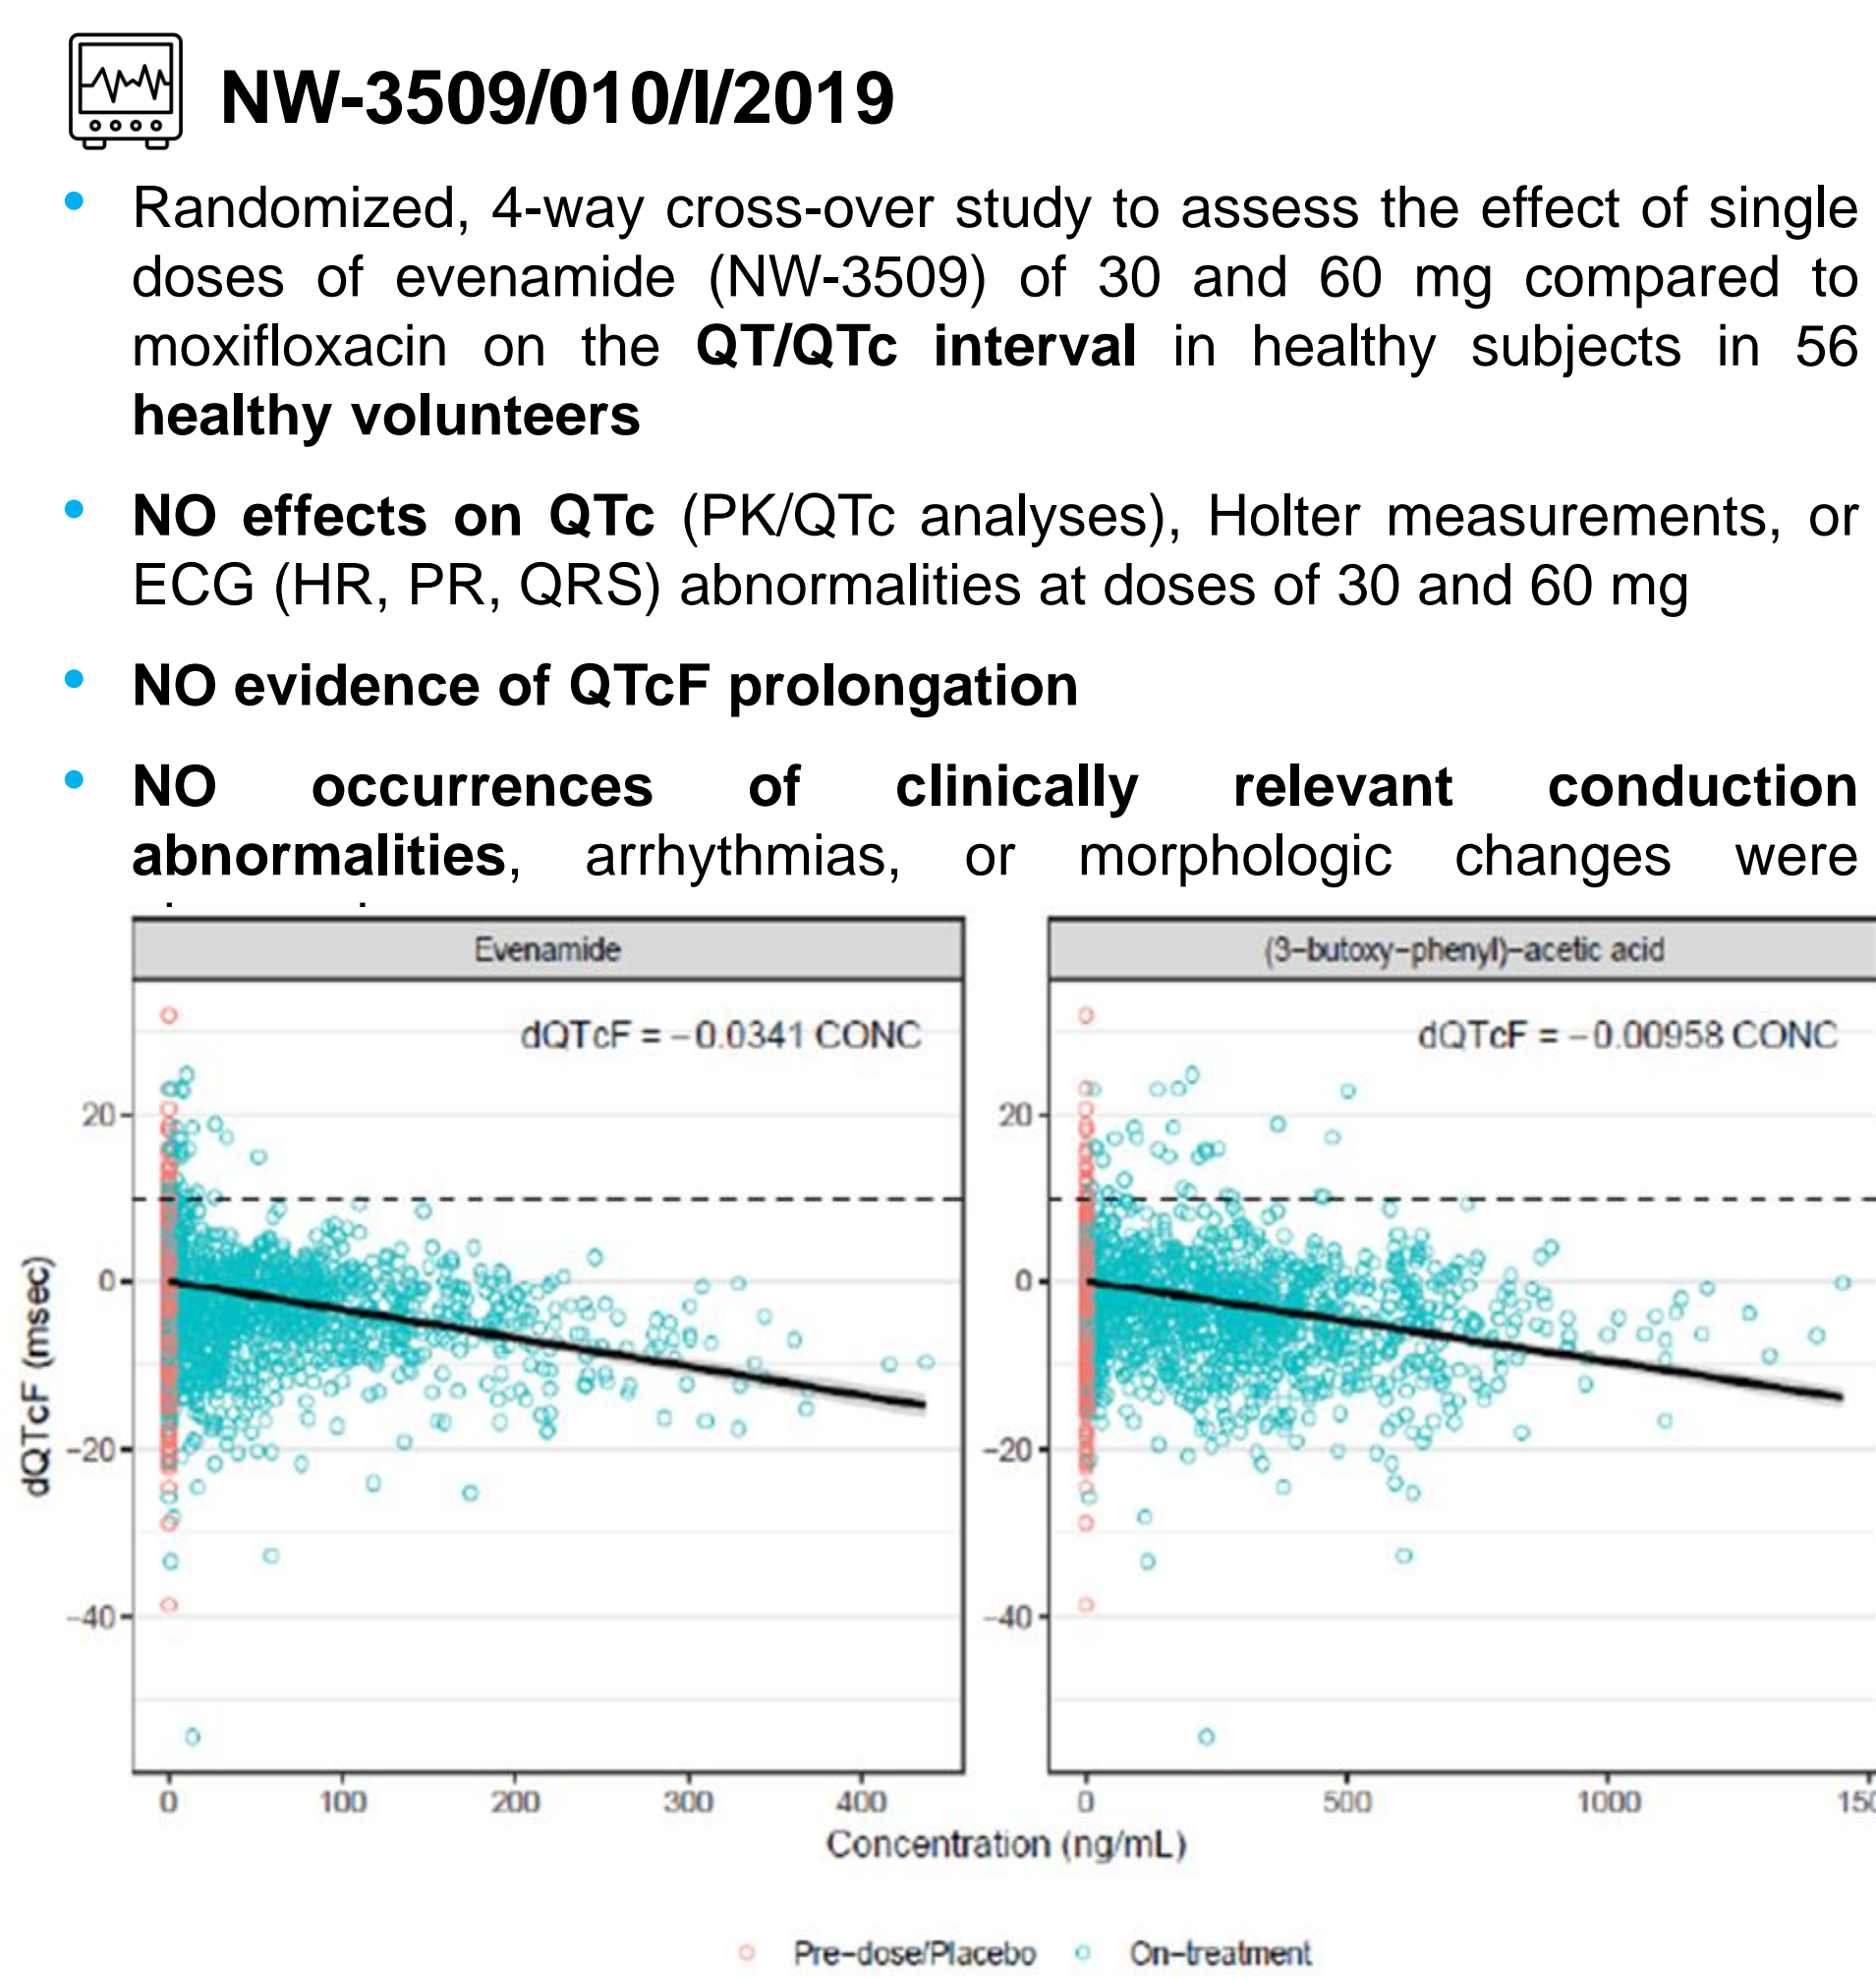 NW-3509/010/I/2019
• Randomized, 4-way cross-over study to assess the effect of single
doses of evenamide (NW-3509) of 30 and 60 mg compared to
moxifloxacin on the QT/QTc interval in healthy subjects in 56
healthy volunteers
• NO effects on QTc (PK/QTc analyses), Holter measurements, or
ECG (HR, PR, QRS) abnormalities at doses of 30 and 60 mg
• NO evidence of QTcF prolongation
• NO occurrences of clinically relevant conduction
abnormalities, arrhythmias, or morphologic changes were
Evenamide
dQTcF = −0.0341 CONC
20
0
−20
−40
dQTcF (msec)
0 100 200 300 400
(3−butoxy−phenyl)−acetic acid
dQTcF = −0.00958 CONC
20
0
−20
−40
0 500 1000 150
Concentration (ng/mL)
Pre−dose/Placebo On−treatment